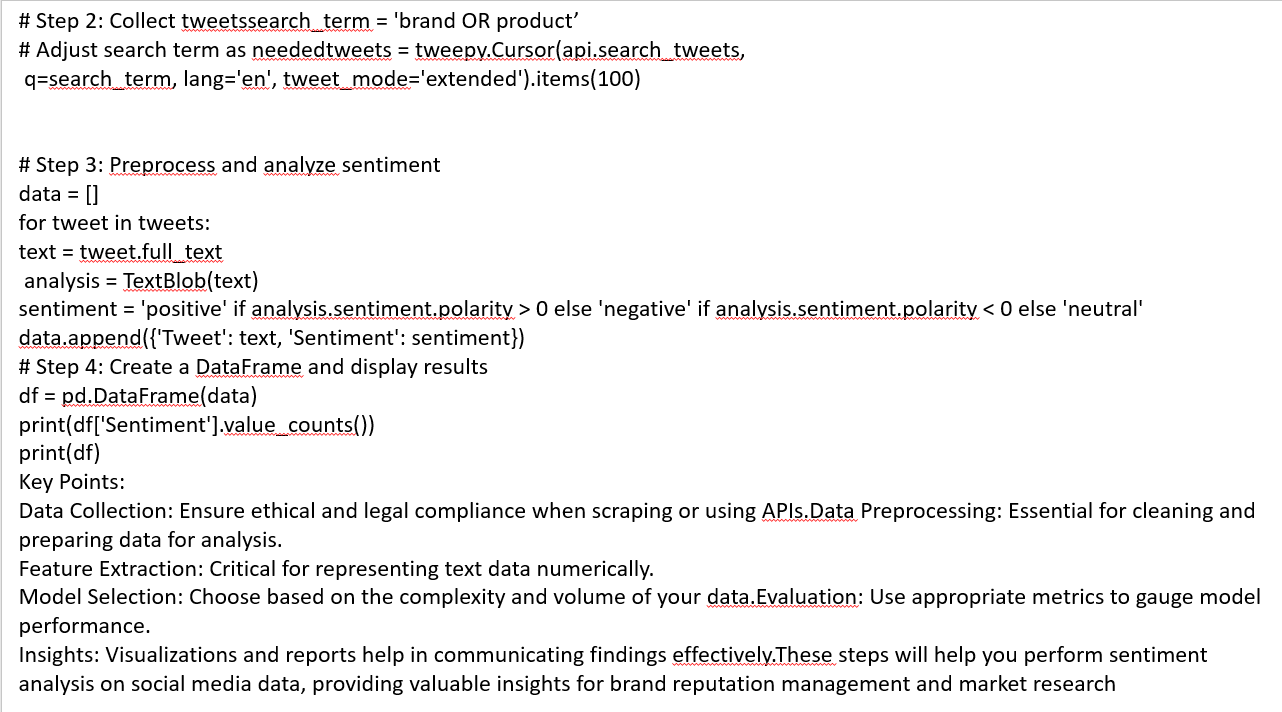 # Step 2: Collect tweetssearch_term = 'brand OR product’
# Adjust search term as neededtweets = tweepy.Cursor(api.search_tweets,
q=search_term, lang='en', tweet_mode='extended').items(100)
# Step 3: Preprocess and analyze sentiment
data = []
for tweet in tweets:
text = tweet.full_text
analysis = TextBlob(text)
sentiment = 'positive' if analysis.sentiment.polarity > 0 else 'negative' if analysis.sentiment.polarity < 0 else 'neutral'
data.append({'Tweet': text, 'Sentiment': sentiment})
# Step 4: Create a DataFrame and display results
df = pd.DataFrame(data)
print(df['Sentiment'].value_counts())
print(df)
Key Points:
Data Collection: Ensure ethical and legal compliance when scraping or using APIs.Data Preprocessing: Essential for cleaning and
preparing data for analysis.
Feature Extraction: Critical for representing text data numerically.
Model Selection: Choose based on the complexity and volume of your data.Evaluation: Use appropriate metrics to gauge model
performance.
Insights: Visualizations and reports help in communicating findings effectively.These steps will help you perform sentiment
analysis on social media data, providing valuable insights for brand reputation management and market research